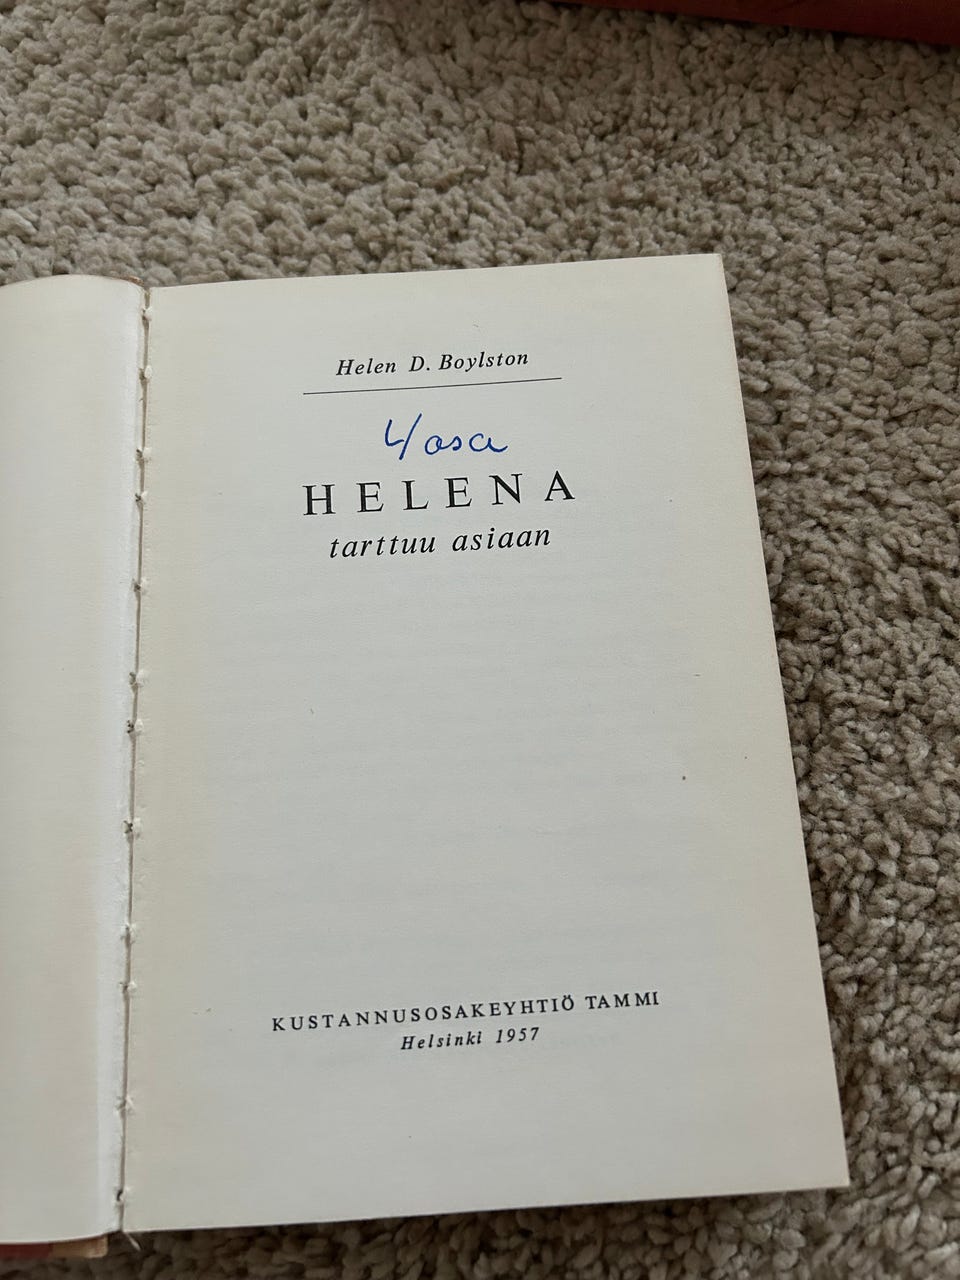 Helen D. Boylston
4/osa
HELENA
tarttuu asiaan
KUSTANNUSOSAKEYHTIÖ TAMMI
Helsinki 1957